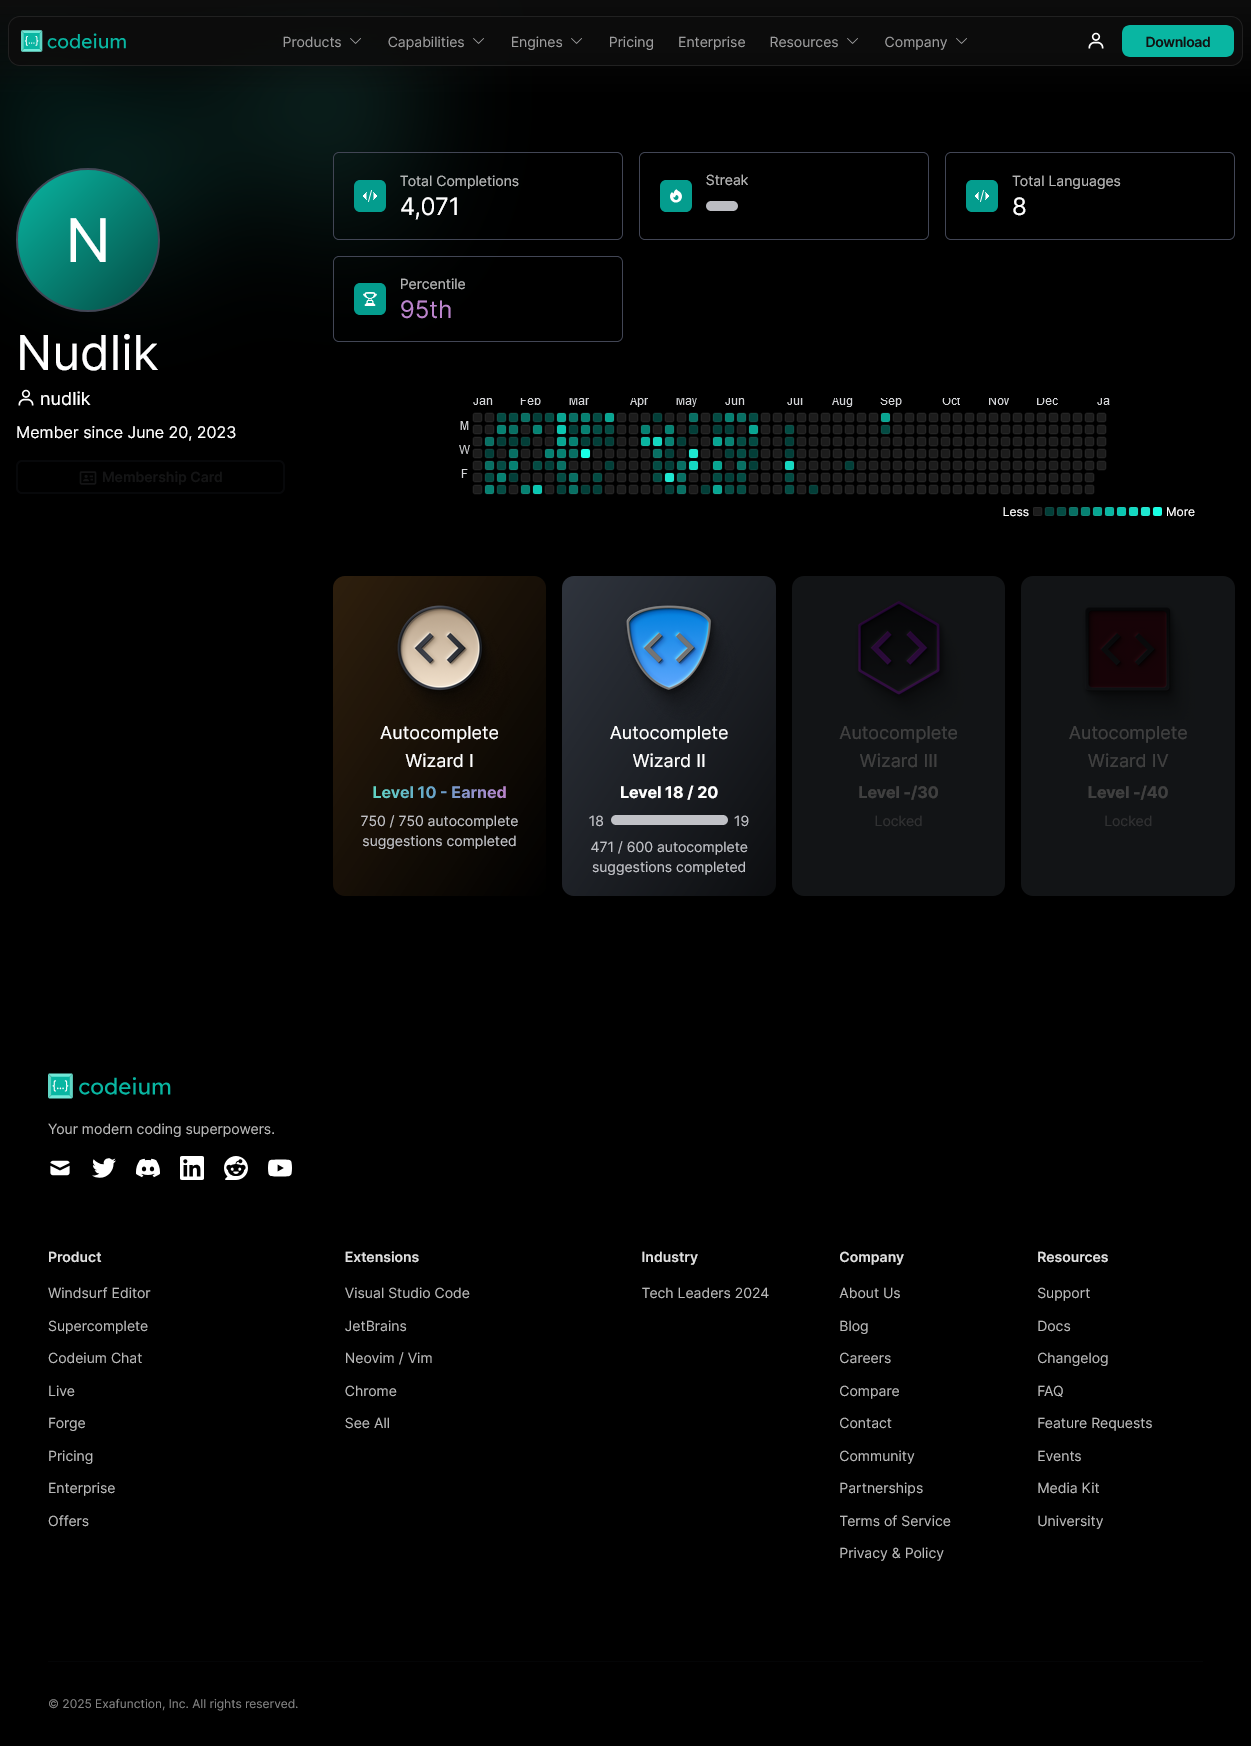 codeium
Products
Capabilities
Engines
Pricing
Enterprise
Resources
Company
Download
N
Nudlik
nudlik
Member since June 20, 2023
Membership Card
Total Completions
4,071
Streak
Total Languages
8
Percentile
95th
Jan Feb Mar Apr May Jun Jul Aug Sep Oct Nov Dec Ja
M
W
F
Less
More
Autocomplete
Wizard I
Level 10 - Earned
750 / 750 autocomplete
suggestions completed
Autocomplete
Wizard II
Level 18 / 20
18
19
471 / 600 autocomplete
suggestions completed
Autocomplete
Wizard III
Level -/30
Locked
Autocomplete
Wizard IV
Level -/40
Locked
codeium
Your modern coding superpowers.
Product
Windsurf Editor
Supercomplete
Codeium Chat
Live
Forge
Pricing
Enterprise
Offers
Extensions
Visual Studio Code
JetBrains
Neovim / Vim
Chrome
See All
Industry
Tech Leaders 2024
Company
About Us
Blog
Careers
Compare
Contact
Community
Partnerships
Terms of Service
Privacy & Policy
Resources
Support
Docs
Changelog
FAQ
Feature Requests
Events
Media Kit
University
© 2025 Exafunction, Inc. All rights reserved.